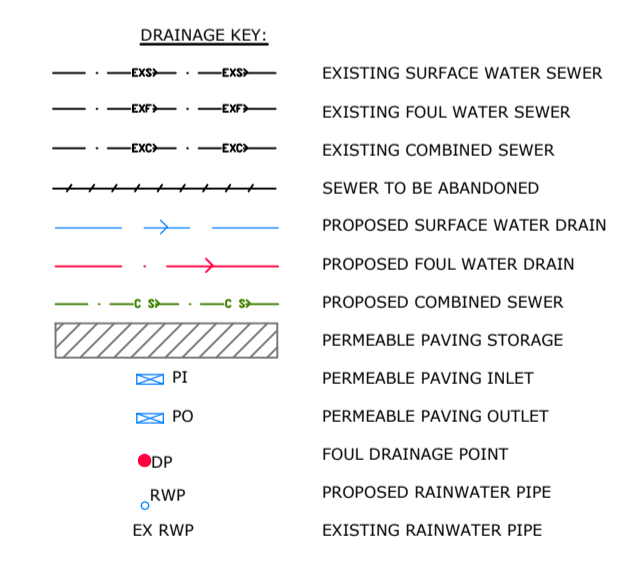 DRAINAGE KEY:
EXS EXS EXISTING SURFACE WATER SEWER
EXF EXF EXISTING FOUL WATER SEWER
EXC EXC EXISTING COMBINED SEWER
SEWER TO BE ABANDONED
PROPOSED SURFACE WATER DRAIN
PROPOSED FOUL WATER DRAIN
C S C S PROPOSED COMBINED SEWER
PERMEABLE PAVING STORAGE
PI PERMEABLE PAVING INLET
PO PERMEABLE PAVING OUTLET
DP FOUL DRAINAGE POINT
RWP PROPOSED RAINWATER PIPE
EX RWP EXISTING RAINWATER PIPE